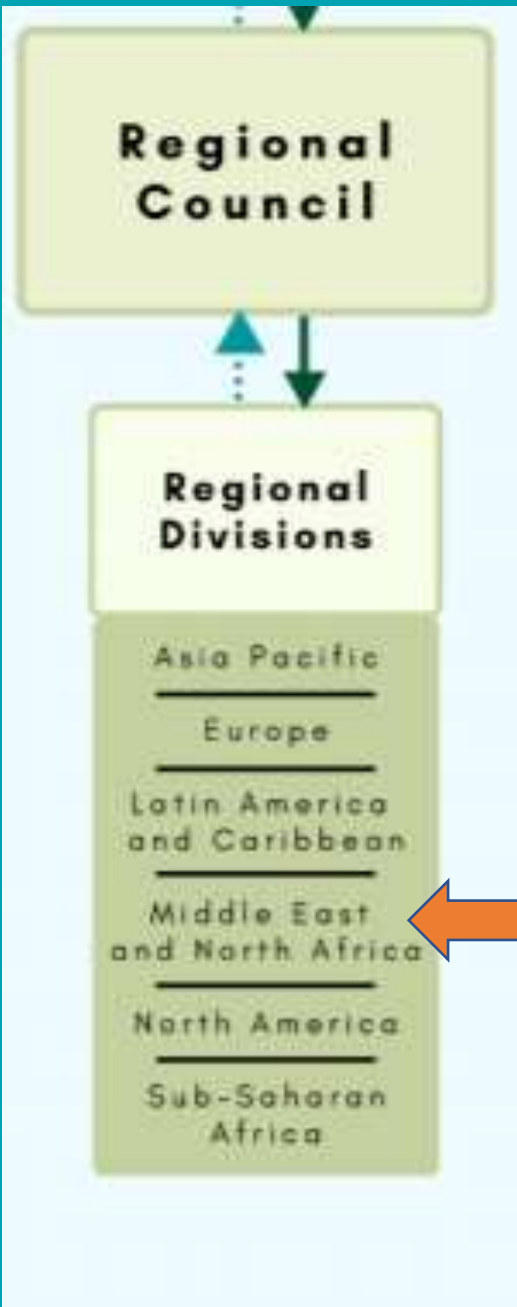 Regional
Council
Regional
Divisions
Asia Pacific
Europe
Latin America
and Caribbean
Middle East
and North Africa
North America
Sub-Saharan
Africa